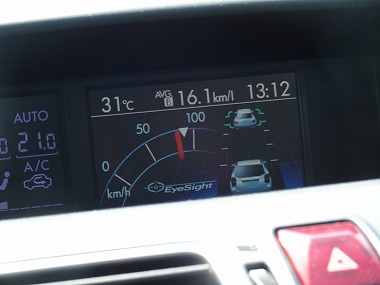 31°C AVG B 16.1km/l 13:12
AUTO
21.0
A/C
0 50 100
km/h
EyeSight